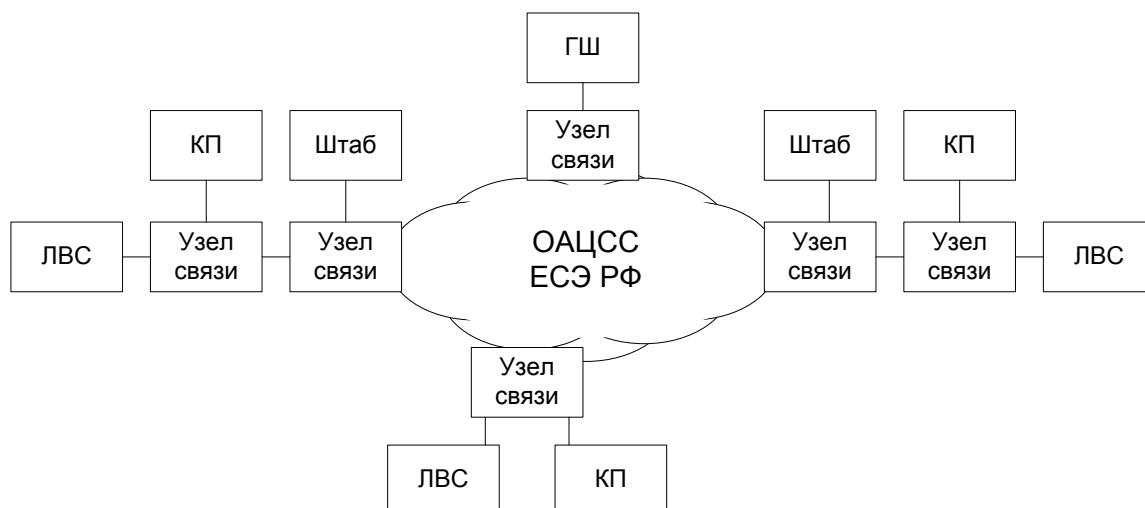 ГШ
Узел
связи
КП
Штаб
Штаб
КП
ЛВС
Узел
связи
Узел
связи
ОАЦСС
ЕСЭ РФ
Узел
связи
Узел
связи
ЛВС
Узел
связи
ЛВС
КП